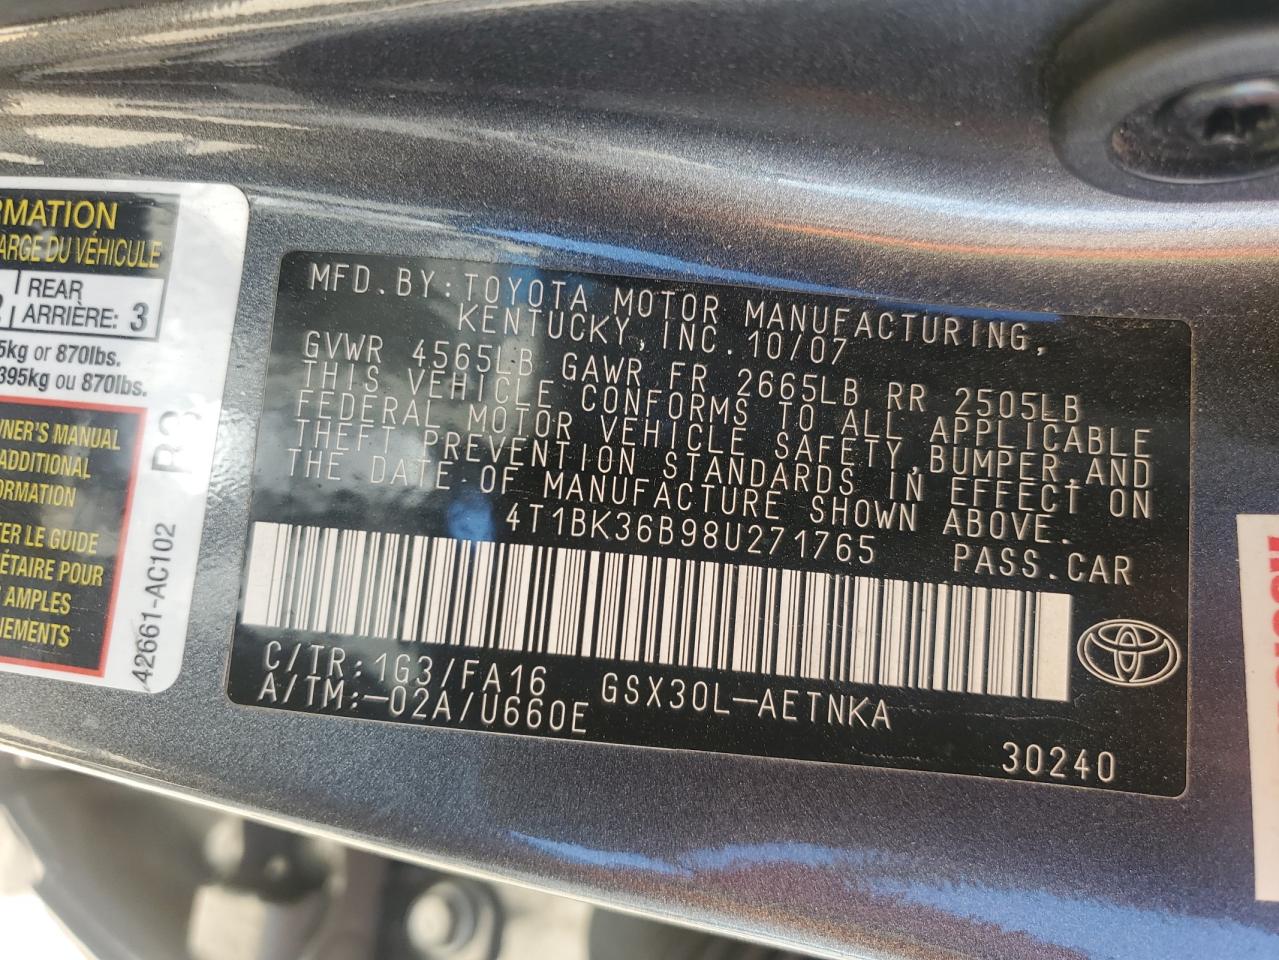 RMATION
ARGE DU VÉHICULE
REAR
ARRIÈRE: 3
5kg or 870lbs.
395kg ou 870lbs.
NER'S MANUAL
ADDITIONAL
ORMATION
TER LE GUIDE
ÉTAIRE POUR
AMPLES
NEMENTS
42661-AC102
MFD.BY:TOYOTA MOTOR MANUFACTURING,
KENTUCKY,INC.10/07
GVWR 4565LB GAWR FR 2665LB RR 2505LB
THIS VEHICLE CONFORMS TO ALL APPLICABLE
FEDERAL MOTOR VEHICLE SAFETY,BUMPER,AND
THEFT PREVENTION STANDARDS IN EFFECT ON
THE DATE OF MANUFACTURE SHOWN ABOVE.
4T1BK36B98U271765 PASS.CAR
C/TR:1G3/FA16 GSX30L-AETNKA
A/TM:-02A/U660E
30240